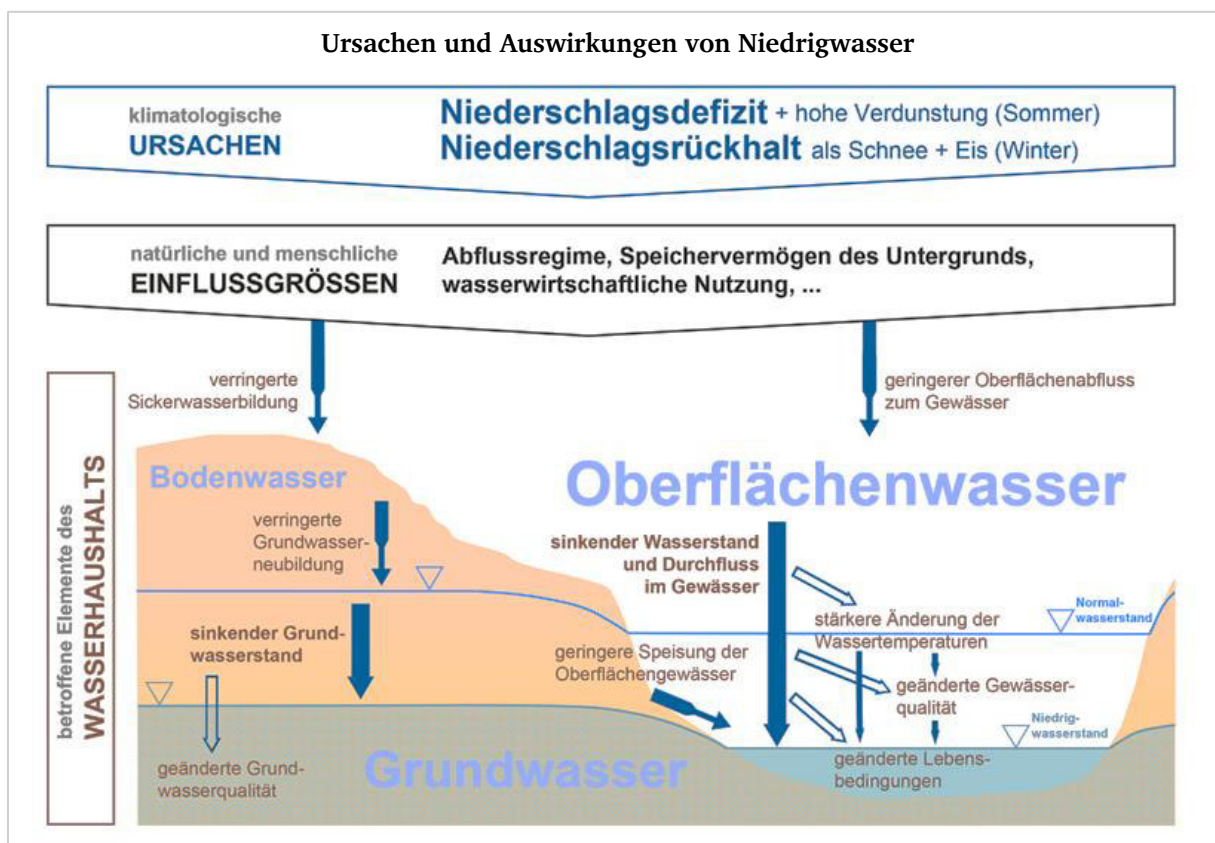 Ursachen und Auswirkungen von Niedrigwasser
klimatologische
URSACHEN
Niederschlagsdefizit + hohe Verdunstung (Sommer)
Niederschlagsrückhalt als Schnee + Eis (Winter)
natürliche und menschliche
EINFLUSSGRÖSSEN
Abflussregime, Speichervermögen des Untergrunds,
wasserwirtschaftliche Nutzung, ...
betroffene Elemente des
WASSERHAUSHALTS
verringerte
Sickerwasserbildung
geringerer Oberflächenabfluss
zum Gewässer
Bodenwasser
Oberflächenwasser
verringerte
Grundwasser-
neubildung
sinkender Wasserstand
und Durchfluss
im Gewässer
Normal-
wasserstand
stärkere Änderung der
Wassertemperaturen
sinkender Grund-
wasserstand
geringere Speisung der
Oberflächengewässer
geänderte Gewässer-
qualität
Niedrig-
wasserstand
geänderte Grund-
wasserqualität
Grundwasser
geänderte Lebens-
bedingungen